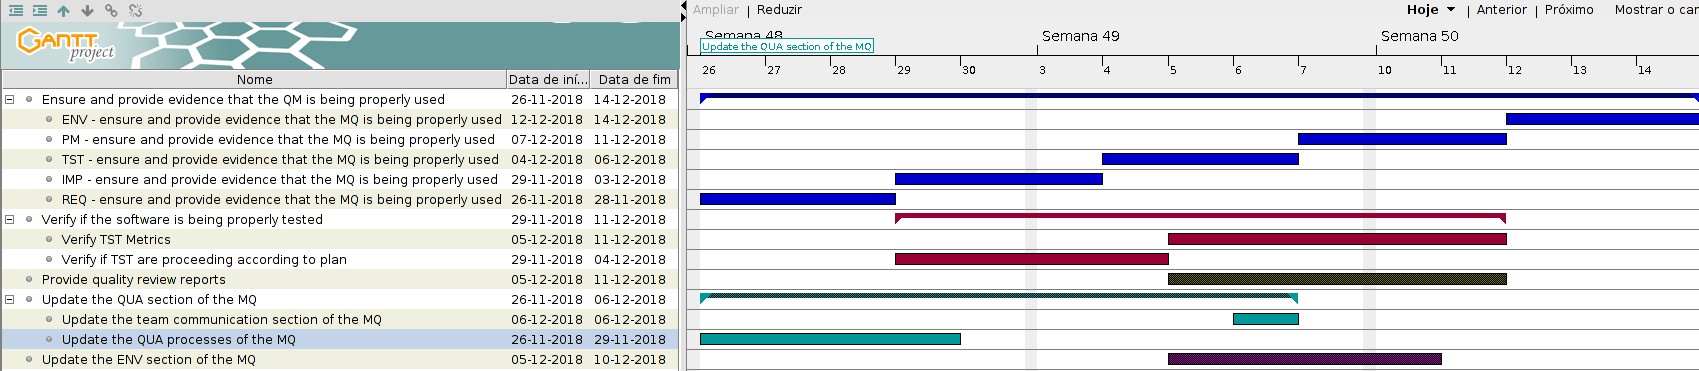 Ampliar | Reduzir
Hoje | Anterior | Próximo Mostrar o
GANTT project
Semana 48 Semana 49 Semana 50
Update the QUA section of the MQ
26 27 28 29 30 3 4 5 6 7 10 11 12 13 14
Nome Data de iní... Data de fim
Ensure and provide evidence that the QM is being properly used 26-11-2018 14-12-2018
ENV - ensure and provide evidence that the MQ is being properly used 12-12-2018 14-12-2018
PM - ensure and provide evidence that the MQ is being properly used 07-12-2018 11-12-2018
TST - ensure and provide evidence that the MQ is being properly used 04-12-2018 06-12-2018
IMP - ensure and provide evidence that the MQ is being properly used 29-11-2018 03-12-2018
REQ - ensure and provide evidence that the MQ is being properly used 26-11-2018 28-11-2018
Verify if the software is being properly tested 29-11-2018 11-12-2018
Verify TST Metrics 05-12-2018 11-12-2018
Verify if TST are proceeding according to plan 29-11-2018 04-12-2018
Provide quality review reports 05-12-2018 11-12-2018
Update the QUA section of the MQ 26-11-2018 06-12-2018
Update the team communication section of the MQ 06-12-2018 06-12-2018
Update the QUA processes of the MQ 26-11-2018 29-11-2018
Update the ENV section of the MQ 05-12-2018 10-12-2018